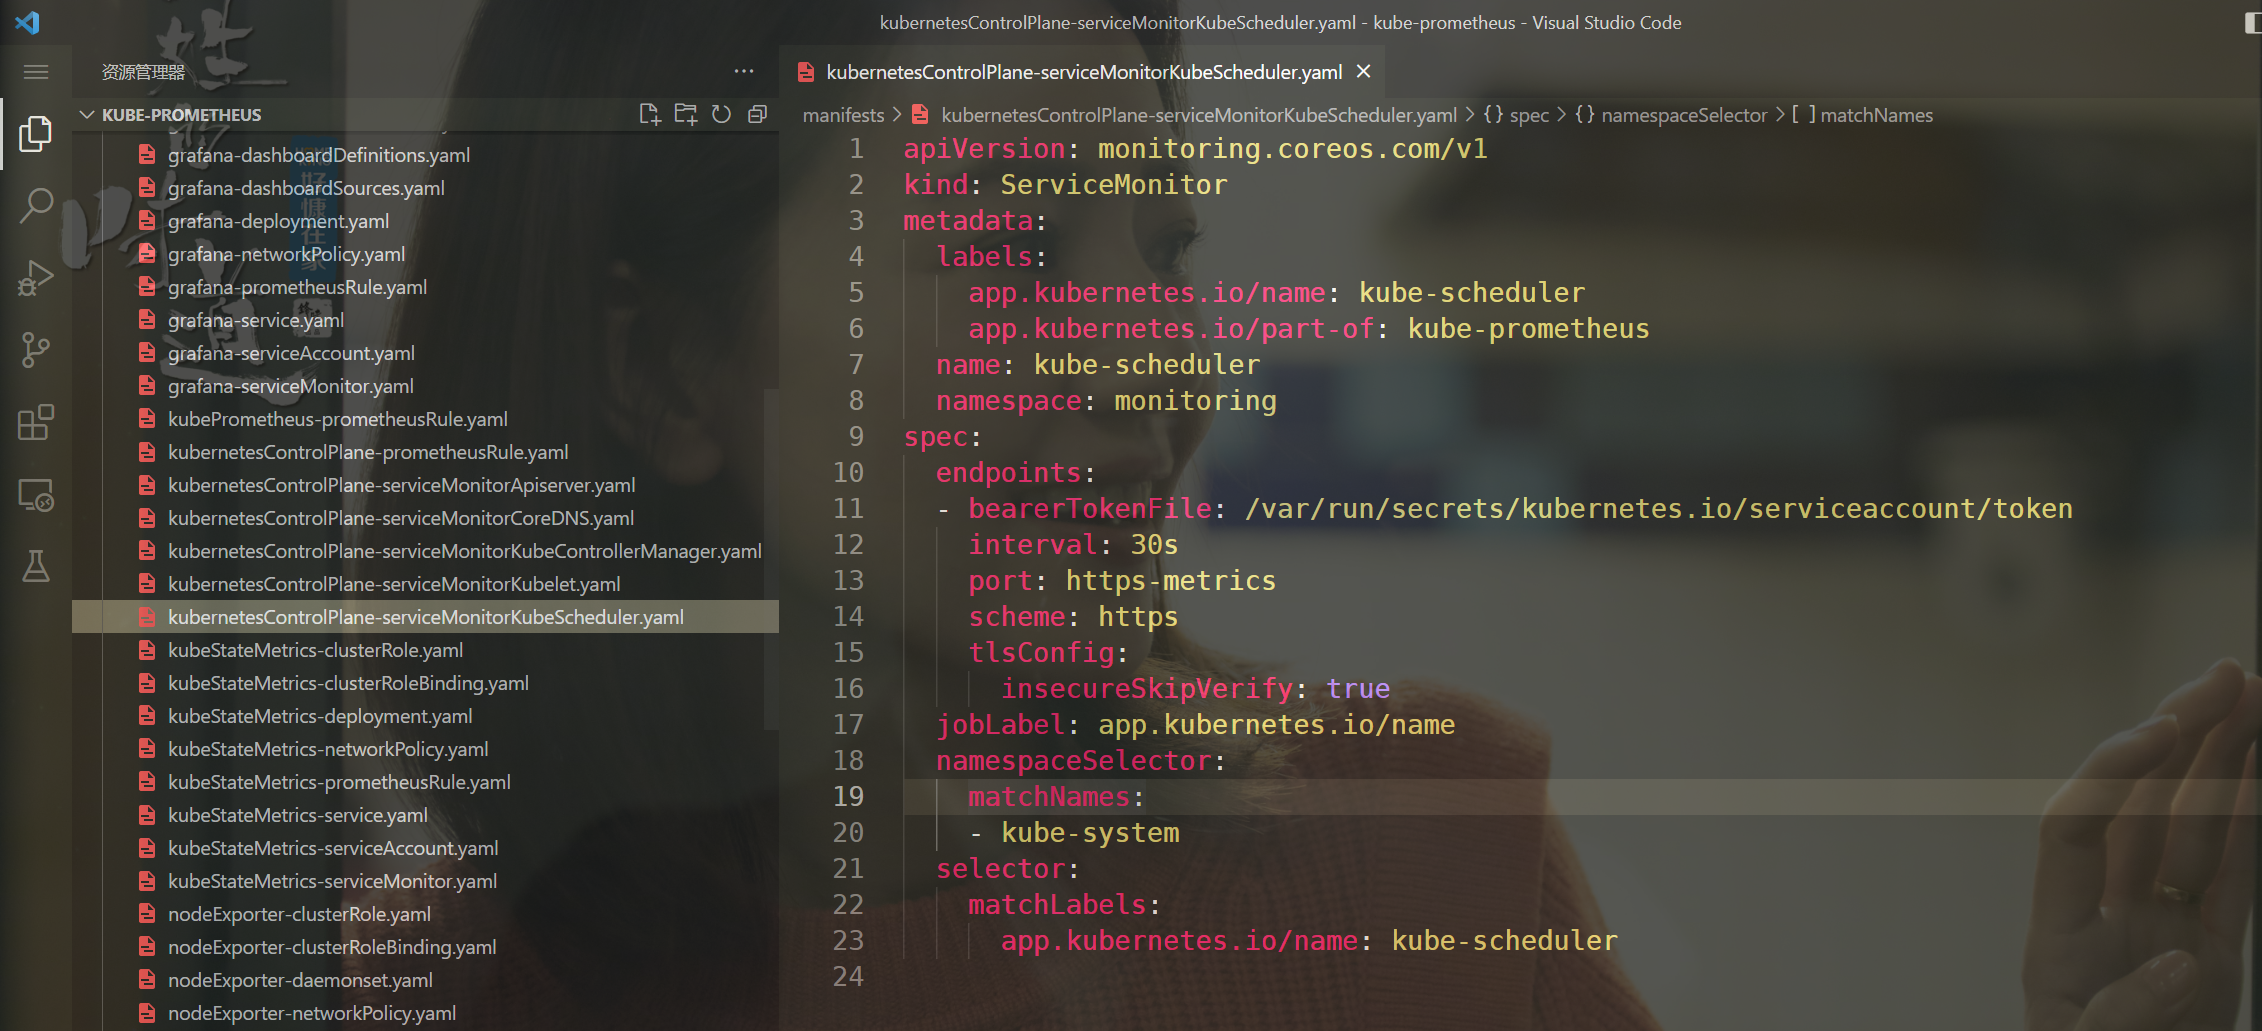 kubernetesControlPlane-serviceMonitorKubeScheduler.yaml - kube-prometheus - Visual Studio Code
资源管理器
KUBE-PROMETHEUS
grafana-dashboardDefinitions.yaml
grafana-dashboardSources.yaml
grafana-deployment.yaml
grafana-networkPolicy.yaml
grafana-prometheusRule.yaml
grafana-service.yaml
grafana-serviceAccount.yaml
grafana-serviceMonitor.yaml
kubePrometheus-prometheusRule.yaml
kubernetesControlPlane-prometheusRule.yaml
kubernetesControlPlane-serviceMonitorApiserver.yaml
kubernetesControlPlane-serviceMonitorCoreDNS.yaml
kubernetesControlPlane-serviceMonitorKubeControllerManager.yaml
kubernetesControlPlane-serviceMonitorKubelet.yaml
kubernetesControlPlane-serviceMonitorKubeScheduler.yaml
kubeStateMetrics-clusterRole.yaml
kubeStateMetrics-clusterRoleBinding.yaml
kubeStateMetrics-deployment.yaml
kubeStateMetrics-networkPolicy.yaml
kubeStateMetrics-prometheusRule.yaml
kubeStateMetrics-service.yaml
kubeStateMetrics-serviceAccount.yaml
kubeStateMetrics-serviceMonitor.yaml
nodeExporter-clusterRole.yaml
nodeExporter-clusterRoleBinding.yaml
nodeExporter-daemonset.yaml
nodeExporter-networkPolicy.yaml
kubernetesControlPlane-serviceMonitorKubeScheduler.yaml
manifests > kubernetesControlPlane-serviceMonitorKubeScheduler.yaml > {} spec > {} namespaceSelector > [ ] matchNames
1 apiVersion: monitoring.coreos.com/v1
2 kind: ServiceMonitor
3 metadata:
4   labels:
5     app.kubernetes.io/name: kube-scheduler
6     app.kubernetes.io/part-of: kube-prometheus
7   name: kube-scheduler
8   namespace: monitoring
9 spec:
10   endpoints:
11   - bearerTokenFile: /var/run/secrets/kubernetes.io/serviceaccount/token
12     interval: 30s
13     port: https-metrics
14     scheme: https
15     tlsConfig:
16       insecureSkipVerify: true
17   jobLabel: app.kubernetes.io/name
18   namespaceSelector:
19     matchNames:
20     - kube-system
21   selector:
22     matchLabels:
23       app.kubernetes.io/name: kube-scheduler
24